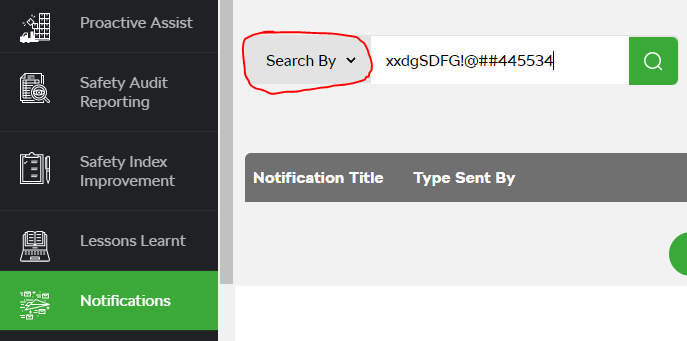 Proactive Assist
Safety Audit
Reporting
Safety Index
Improvement
Lessons Learnt
Notifications
Search By
xxdgSDFG!@##445534
Notification Title Type Sent By